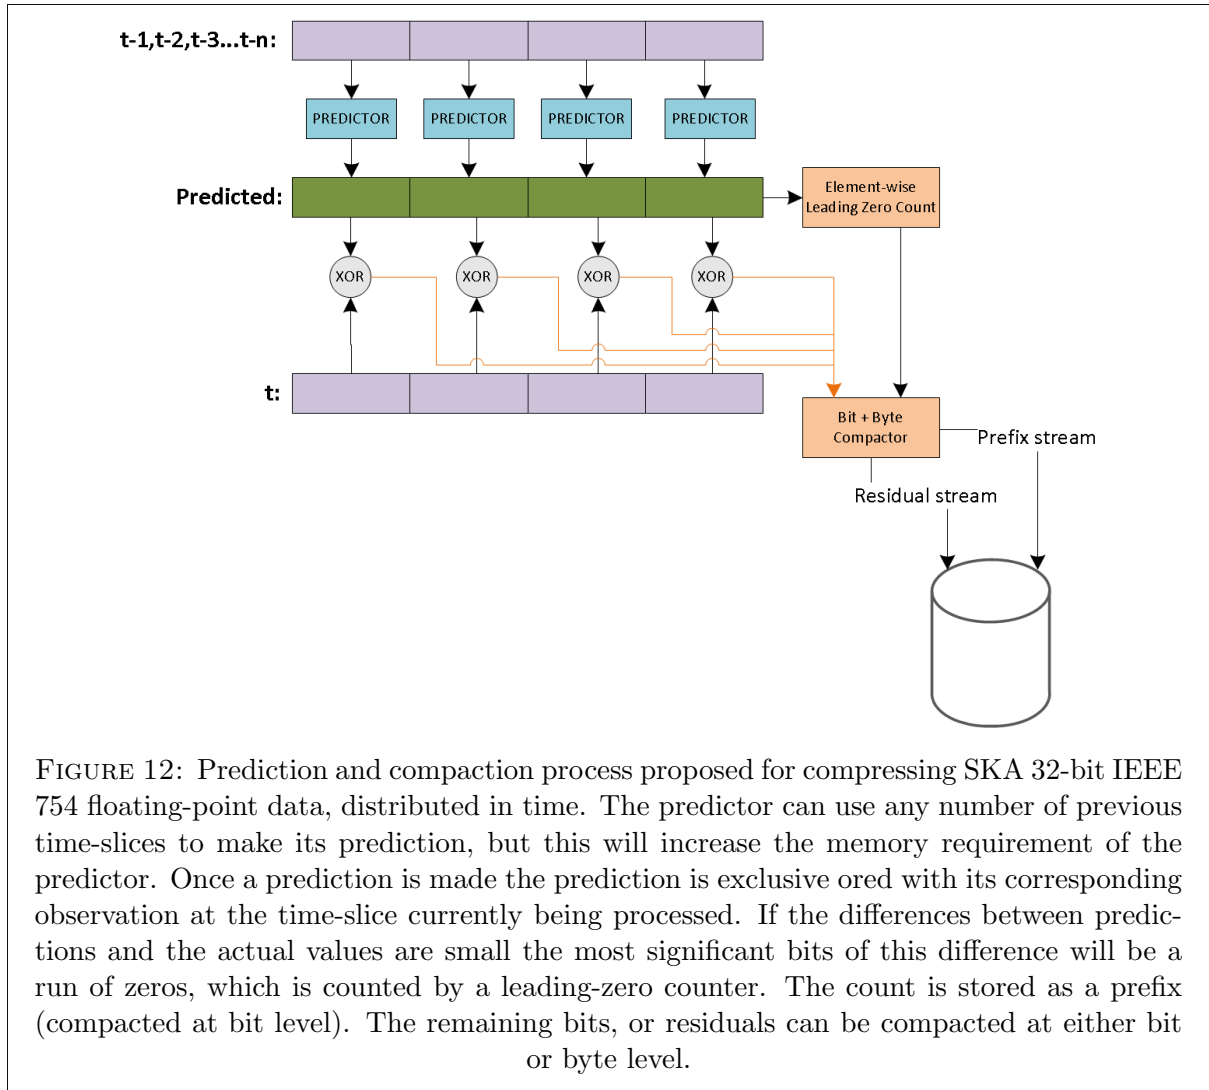 t-1,t-2,t-3...t-n:
PREDICTOR PREDICTOR PREDICTOR PREDICTOR
Predicted:
Element-wise
Leading Zero Count
XOR XOR XOR XOR
t:
Bit + Byte
Compactor
Prefix stream
Residual stream
FIGURE 12: Prediction and compaction process proposed for compressing SKA 32-bit IEEE
754 floating-point data, distributed in time. The predictor can use any number of previous
time-slices to make its prediction, but this will increase the memory requirement of the
predictor. Once a prediction is made the prediction is exclusive ored with its corresponding
observation at the time-slice currently being processed. If the differences between predic-
tions and the actual values are small the most significant bits of this difference will be a
run of zeros, which is counted by a leading-zero counter. The count is stored as a prefix
(compacted at bit level). The remaining bits, or residuals can be compacted at either bit
or byte level.